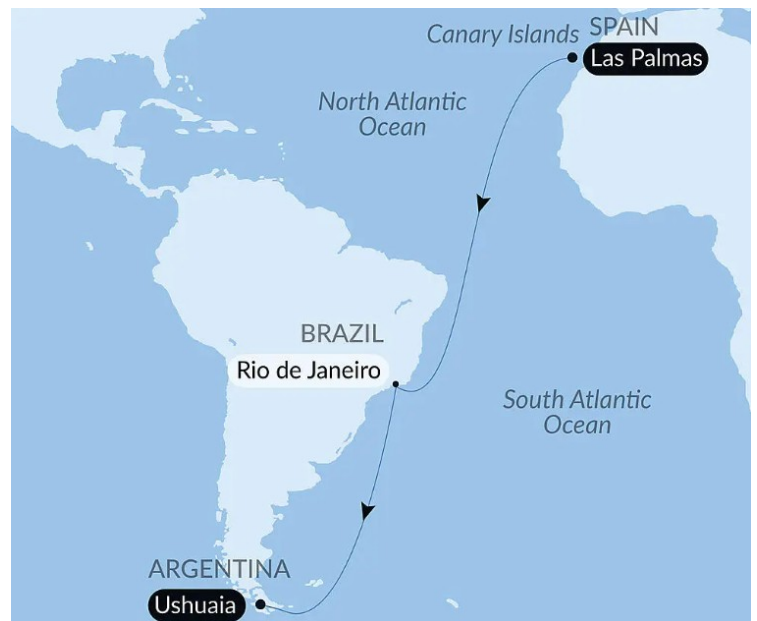 Canary Islands
SPAIN
Las Palmas
North Atlantic
Ocean
BRAZIL
Rio de Janeiro
South Atlantic
Ocean
ARGENTINA
Ushuaia